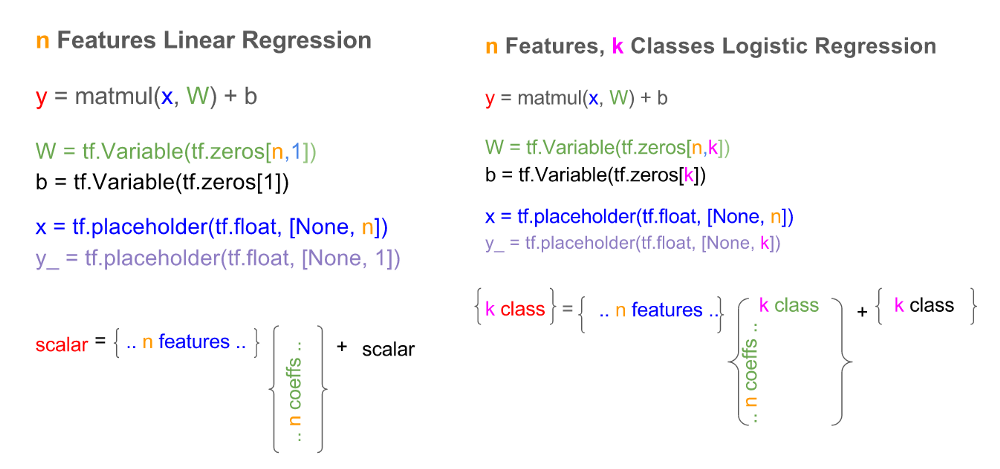 n Features Linear Regression
y = matmul(x, W) + b
W = tf.Variable(tf.zeros[n,1])
b = tf.Variable(tf.zeros[1])
x = tf.placeholder(tf.float, [None, n])
y_ = tf.placeholder(tf.float, [None, 1])
scalar = { .. n features .. } { .. n coeffs .. } + scalar
n Features, k Classes Logistic Regression
y = matmul(x, W) + b
W = tf.Variable(tf.zeros[n,k])
b = tf.Variable(tf.zeros[k])
x = tf.placeholder(tf.float, [None, n])
y_ = tf.placeholder(tf.float, [None, k])
{k class} = { .. n features ..} { k class
.. n coeffs .. } + { k class }